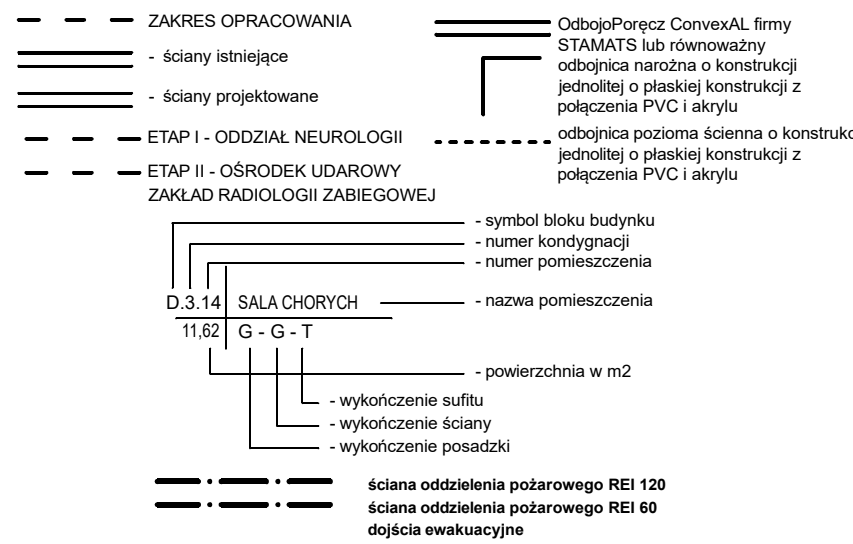 ZAKRES OPRACOWANIA
- ściany istniejące
- ściany projektowane
ETAP I - ODDZIAŁ NEUROLOGII
ETAP II - OŚRODEK UDAROWY
ZAKŁAD RADIOLOGII ZABIEGOWEJ
OdbojoPoręcz ConvexAL firmy
STAMATS lub równoważny
odbojnica narożna o konstrukcji
jednolitej o płaskiej konstrukcji z
połączenia PVC i akrylu
odbojnica pozioma ścienna o konstrukc
jednolitej o płaskiej konstrukcji z
połączenia PVC i akrylu
- symbol bloku budynku
- numer kondygnacji
- numer pomieszczenia
D.3.14 SALA CHORYCH - nazwa pomieszczenia
11,62 G - G - T
- powierzchnia w m2
- wykończenie sufitu
- wykończenie ściany
- wykończenie posadzki
ściana oddzielenia pożarowego REI 120
ściana oddzielenia pożarowego REI 60
dojścia ewakuacyjne